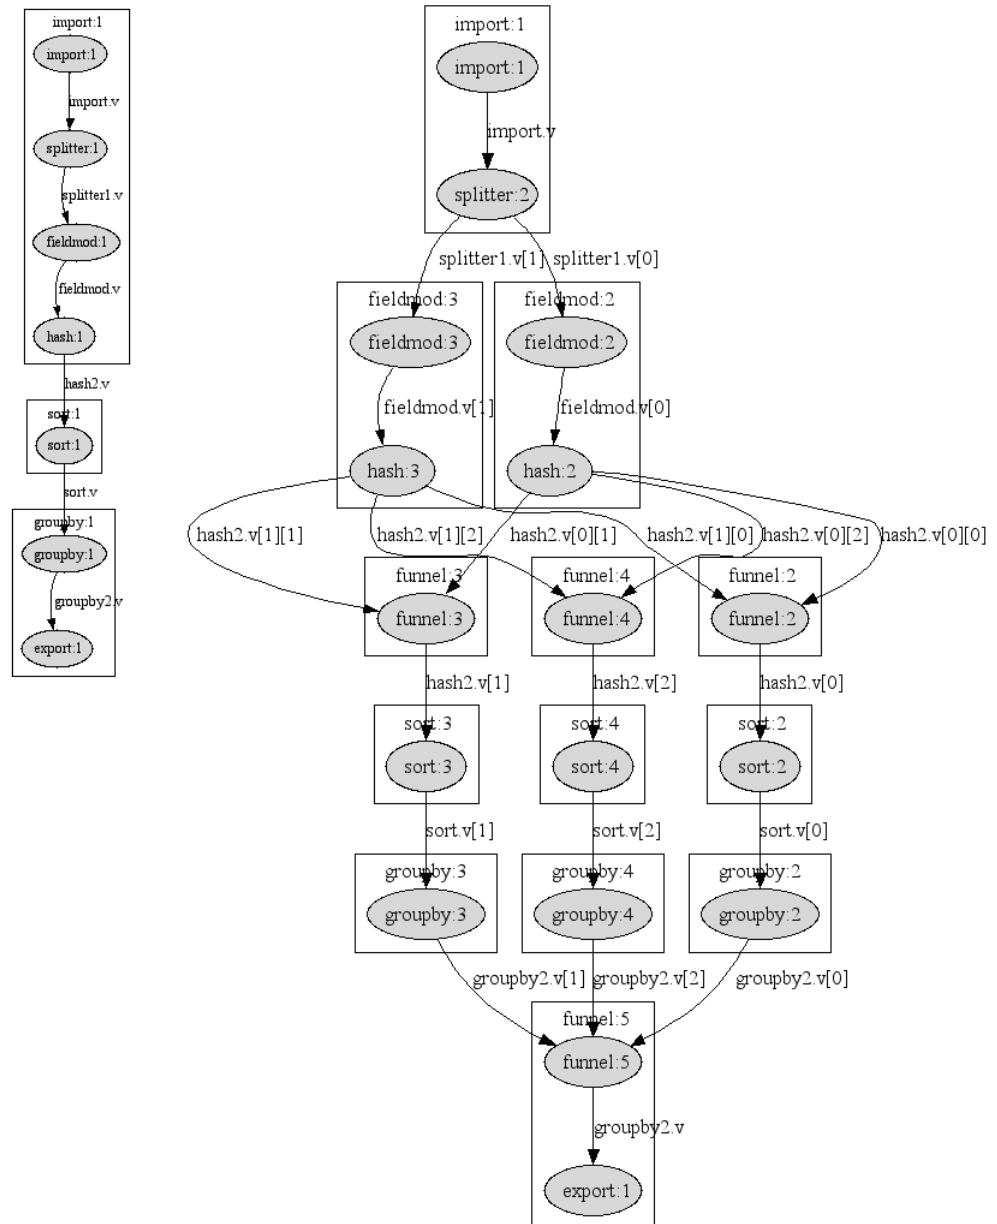 import:1
import:1
import.v
splitter:1
splitter1.v
fieldmod:1
fieldmod.v
hash:1
hash2.v
sort:1
sort:1
sort.v
groupby:1
groupby:1
groupby2.v
export:1
import:1
import:1
import.v
splitter:2
splitter1.v[1] splitter1.v[0]
fieldmod:3 fieldmod:2
fieldmod:3 fieldmod:2
fieldmod.v[1] fieldmod.v[0]
hash:3 hash:2
hash2.v[1][1] hash2.v[1][2] hash2.v[0][1] hash2.v[1][0] hash2.v[0][2] hash2.v[0][0]
funnel:3 funnel:4 funnel:2
funnel:3 funnel:4 funnel:2
hash2.v[1] hash2.v[2] hash2.v[0]
sort:3 sort:4 sort:2
sort:3 sort:4 sort:2
sort.v[1] sort.v[2] sort.v[0]
groupby:3 groupby:4 groupby:2
groupby:3 groupby:4 groupby:2
groupby2.v[1] groupby2.v[2] groupby2.v[0]
funnel:5
funnel:5
groupby2.v
export:1